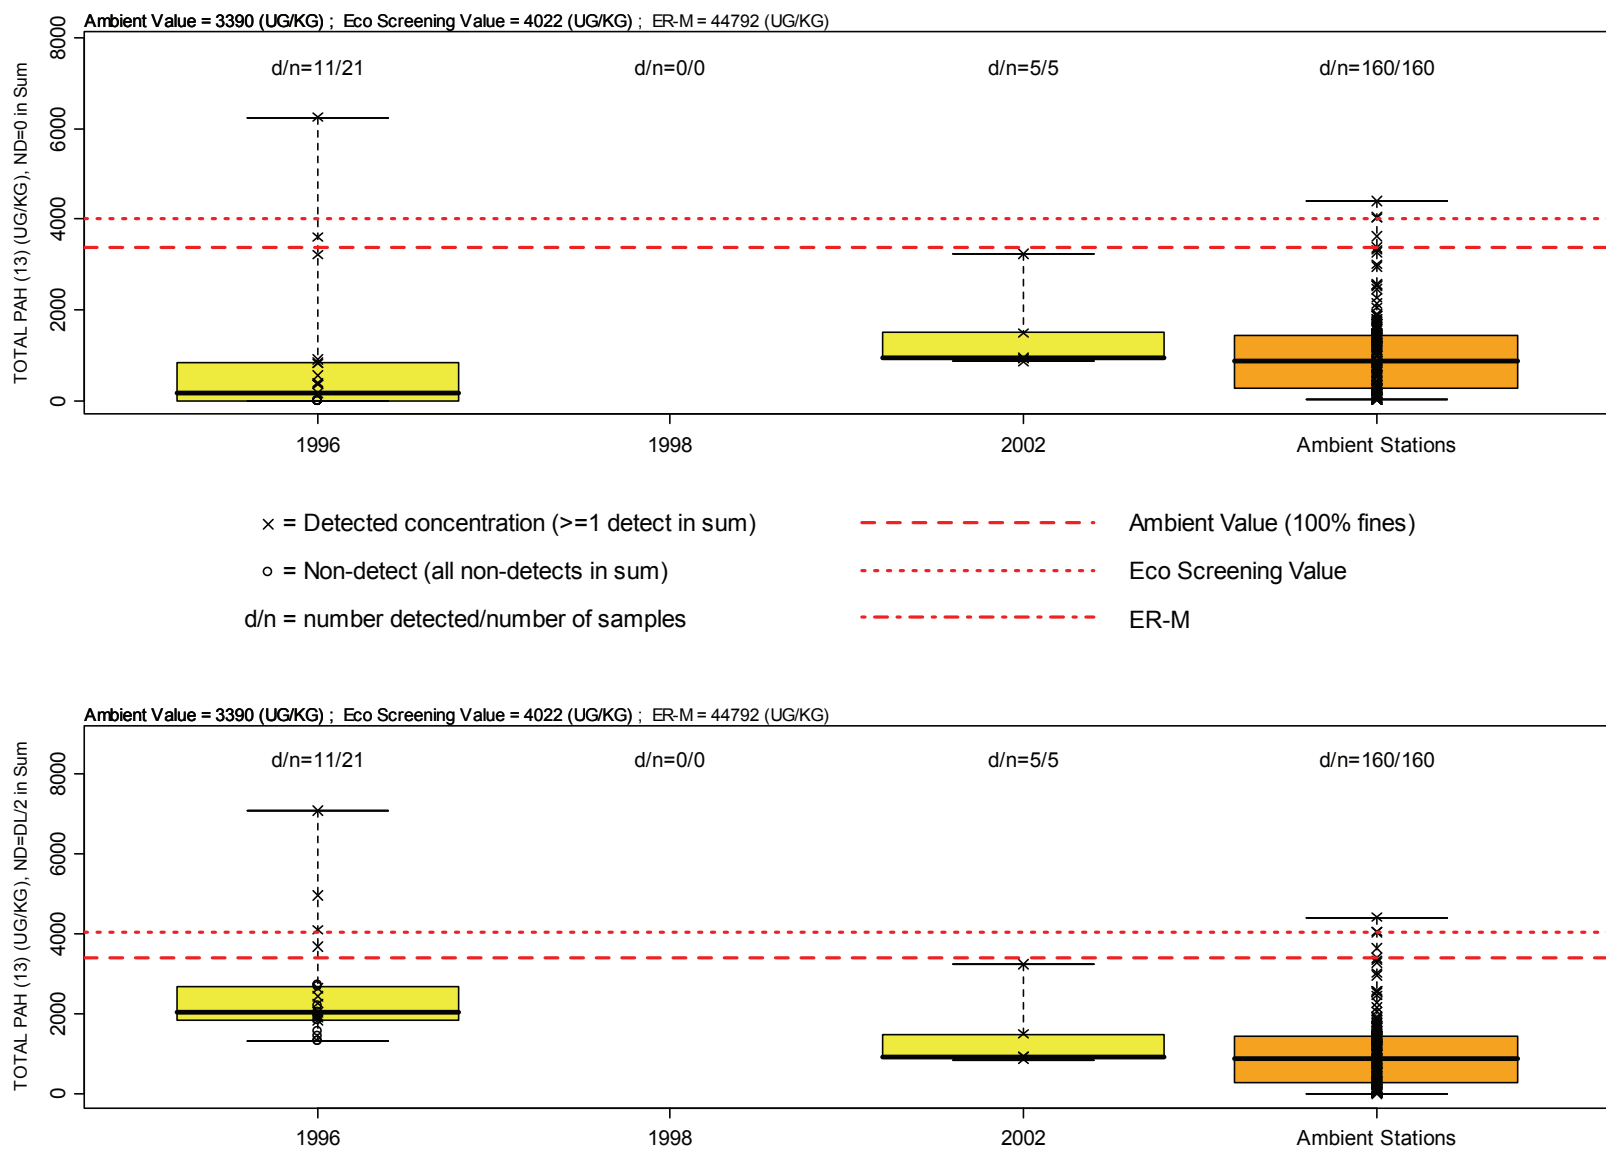 Ambient Value = 3390 (UG/KG) ; Eco Screening Value = 4022 (UG/KG) ; ER-M = 44792 (UG/KG)
TOTAL PAH (13) (UG/KG), ND=0 in Sum
8000
6000
4000
2000
0
d/n=11/21 d/n=0/0 d/n=5/5 d/n=160/160
1996 1998 2002 Ambient Stations
× = Detected concentration (>=1 detect in sum) Ambient Value (100% fines)
o = Non-detect (all non-detects in sum) Eco Screening Value
d/n = number detected/number of samples ER-M
Ambient Value = 3390 (UG/KG) ; Eco Screening Value = 4022 (UG/KG) ; ER-M = 44792 (UG/KG)
TOTAL PAH (13) (UG/KG), ND=DL/2 in Sum
8000
6000
4000
2000
0
d/n=11/21 d/n=0/0 d/n=5/5 d/n=160/160
1996 1998 2002 Ambient Stations